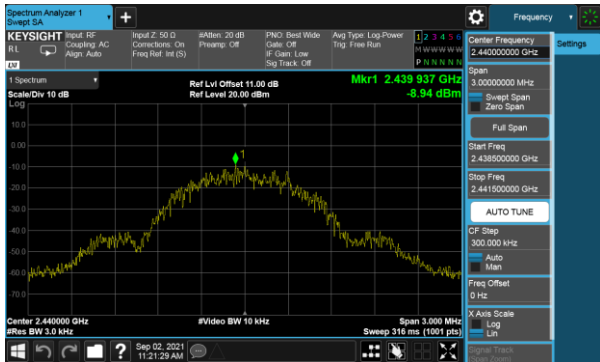 Spectrum Analyzer 1
Swept SA
+
Frequency
KEYSIGHT
RL
Input: RF
Coupling: AC
Align: Auto
Input Z: 50 Ω
Corrections: On
Freq Ref: Int (S)
#Atten: 20 dB
Preamp: Off
PNO: Best Wide
Gate: Off
IF Gain: Low
Sig Track: Off
Avg Type: Log-Power
Trig: Free Run
1 2 3 4 5 6
M W W W W W
P N N N N N
LXI
1 Spectrum
Scale/Div 10 dB
Ref Lvl Offset 11.00 dB
Ref Level 20.00 dBm
Mkr1 2.439 937 GHz
-8.94 dBm
Log
10.0
0.00
-10.0
-20.0
-30.0
-40.0
-50.0
-60.0
-70.0
1
Center 2.440000 GHz
#Res BW 3.0 kHz
#Video BW 10 kHz
Span 3.000 MHz
Sweep 316 ms (1001 pts)
Sep 02, 2021
11:21:29 AM
?
Center Frequency
2.440000000 GHz
Span
3.00000000 MHz
Swept Span
Zero Span
Full Span
Start Freq
2.438500000 GHz
Stop Freq
2.441500000 GHz
AUTO TUNE
CF Step
300.000 kHz
Auto
Man
Freq Offset
0 Hz
X Axis Scale
Log
Lin
Signal Track
(Span Zoom)
Settings